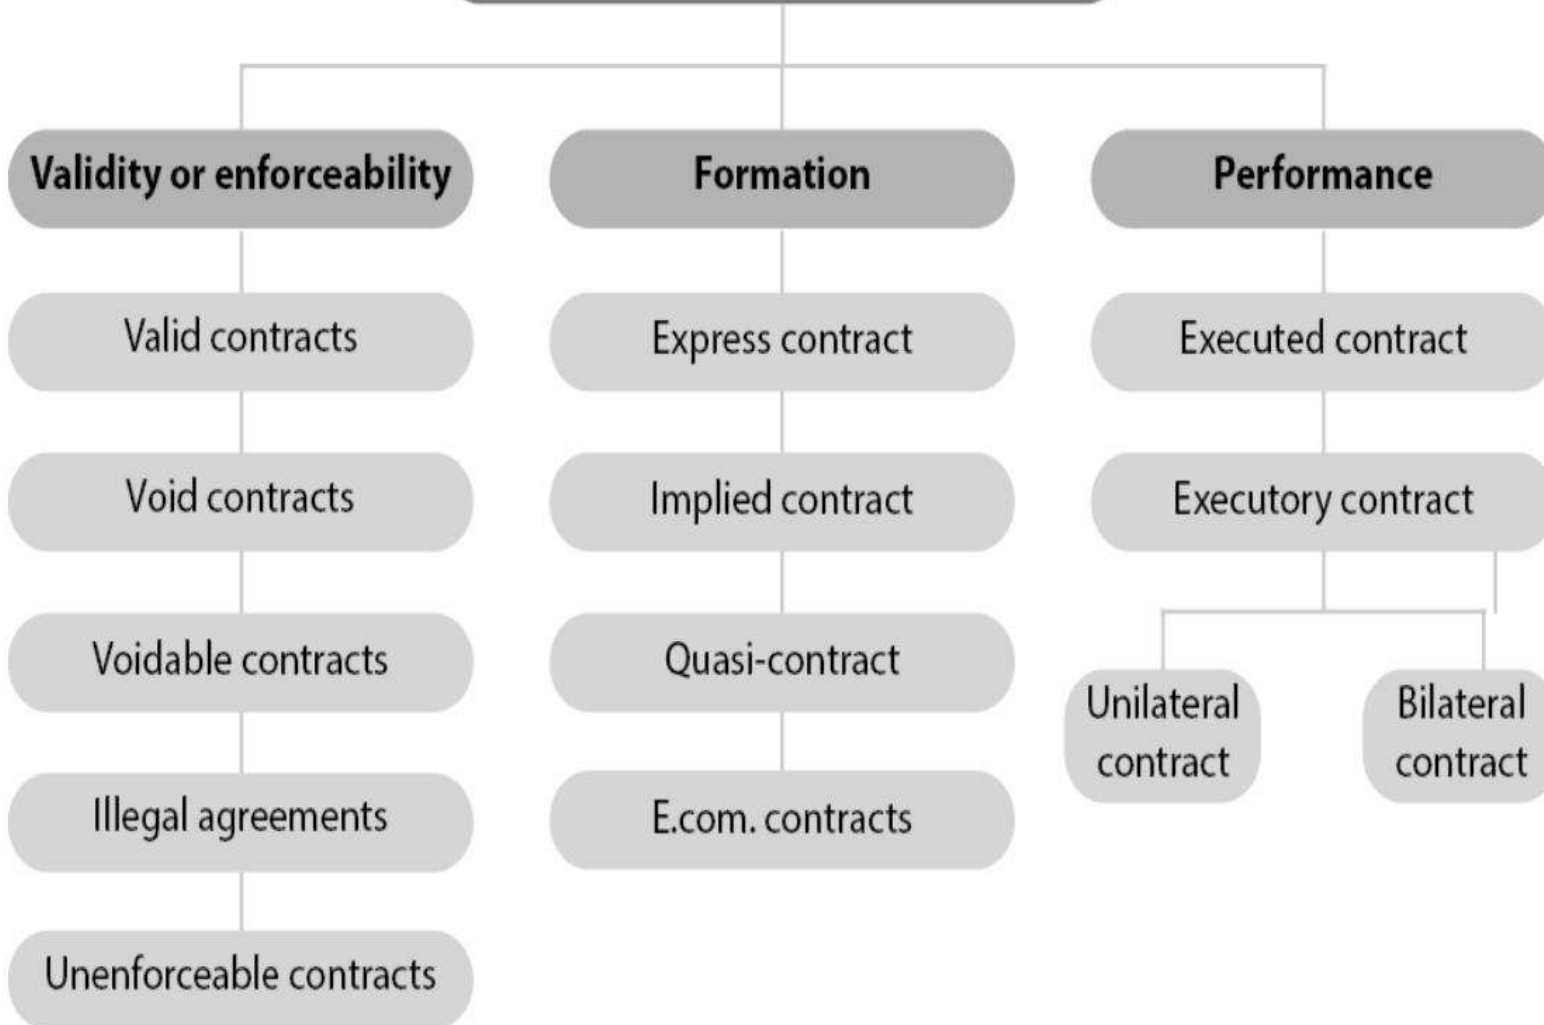 Validity or enforceability
Formation
Performance
Valid contracts
Express contract
Executed contract
Void contracts
Implied contract
Executory contract
Voidable contracts
Quasi-contract
Unilateral
contract
Bilateral
contract
Illegal agreements
E.com. contracts
Unenforceable contracts